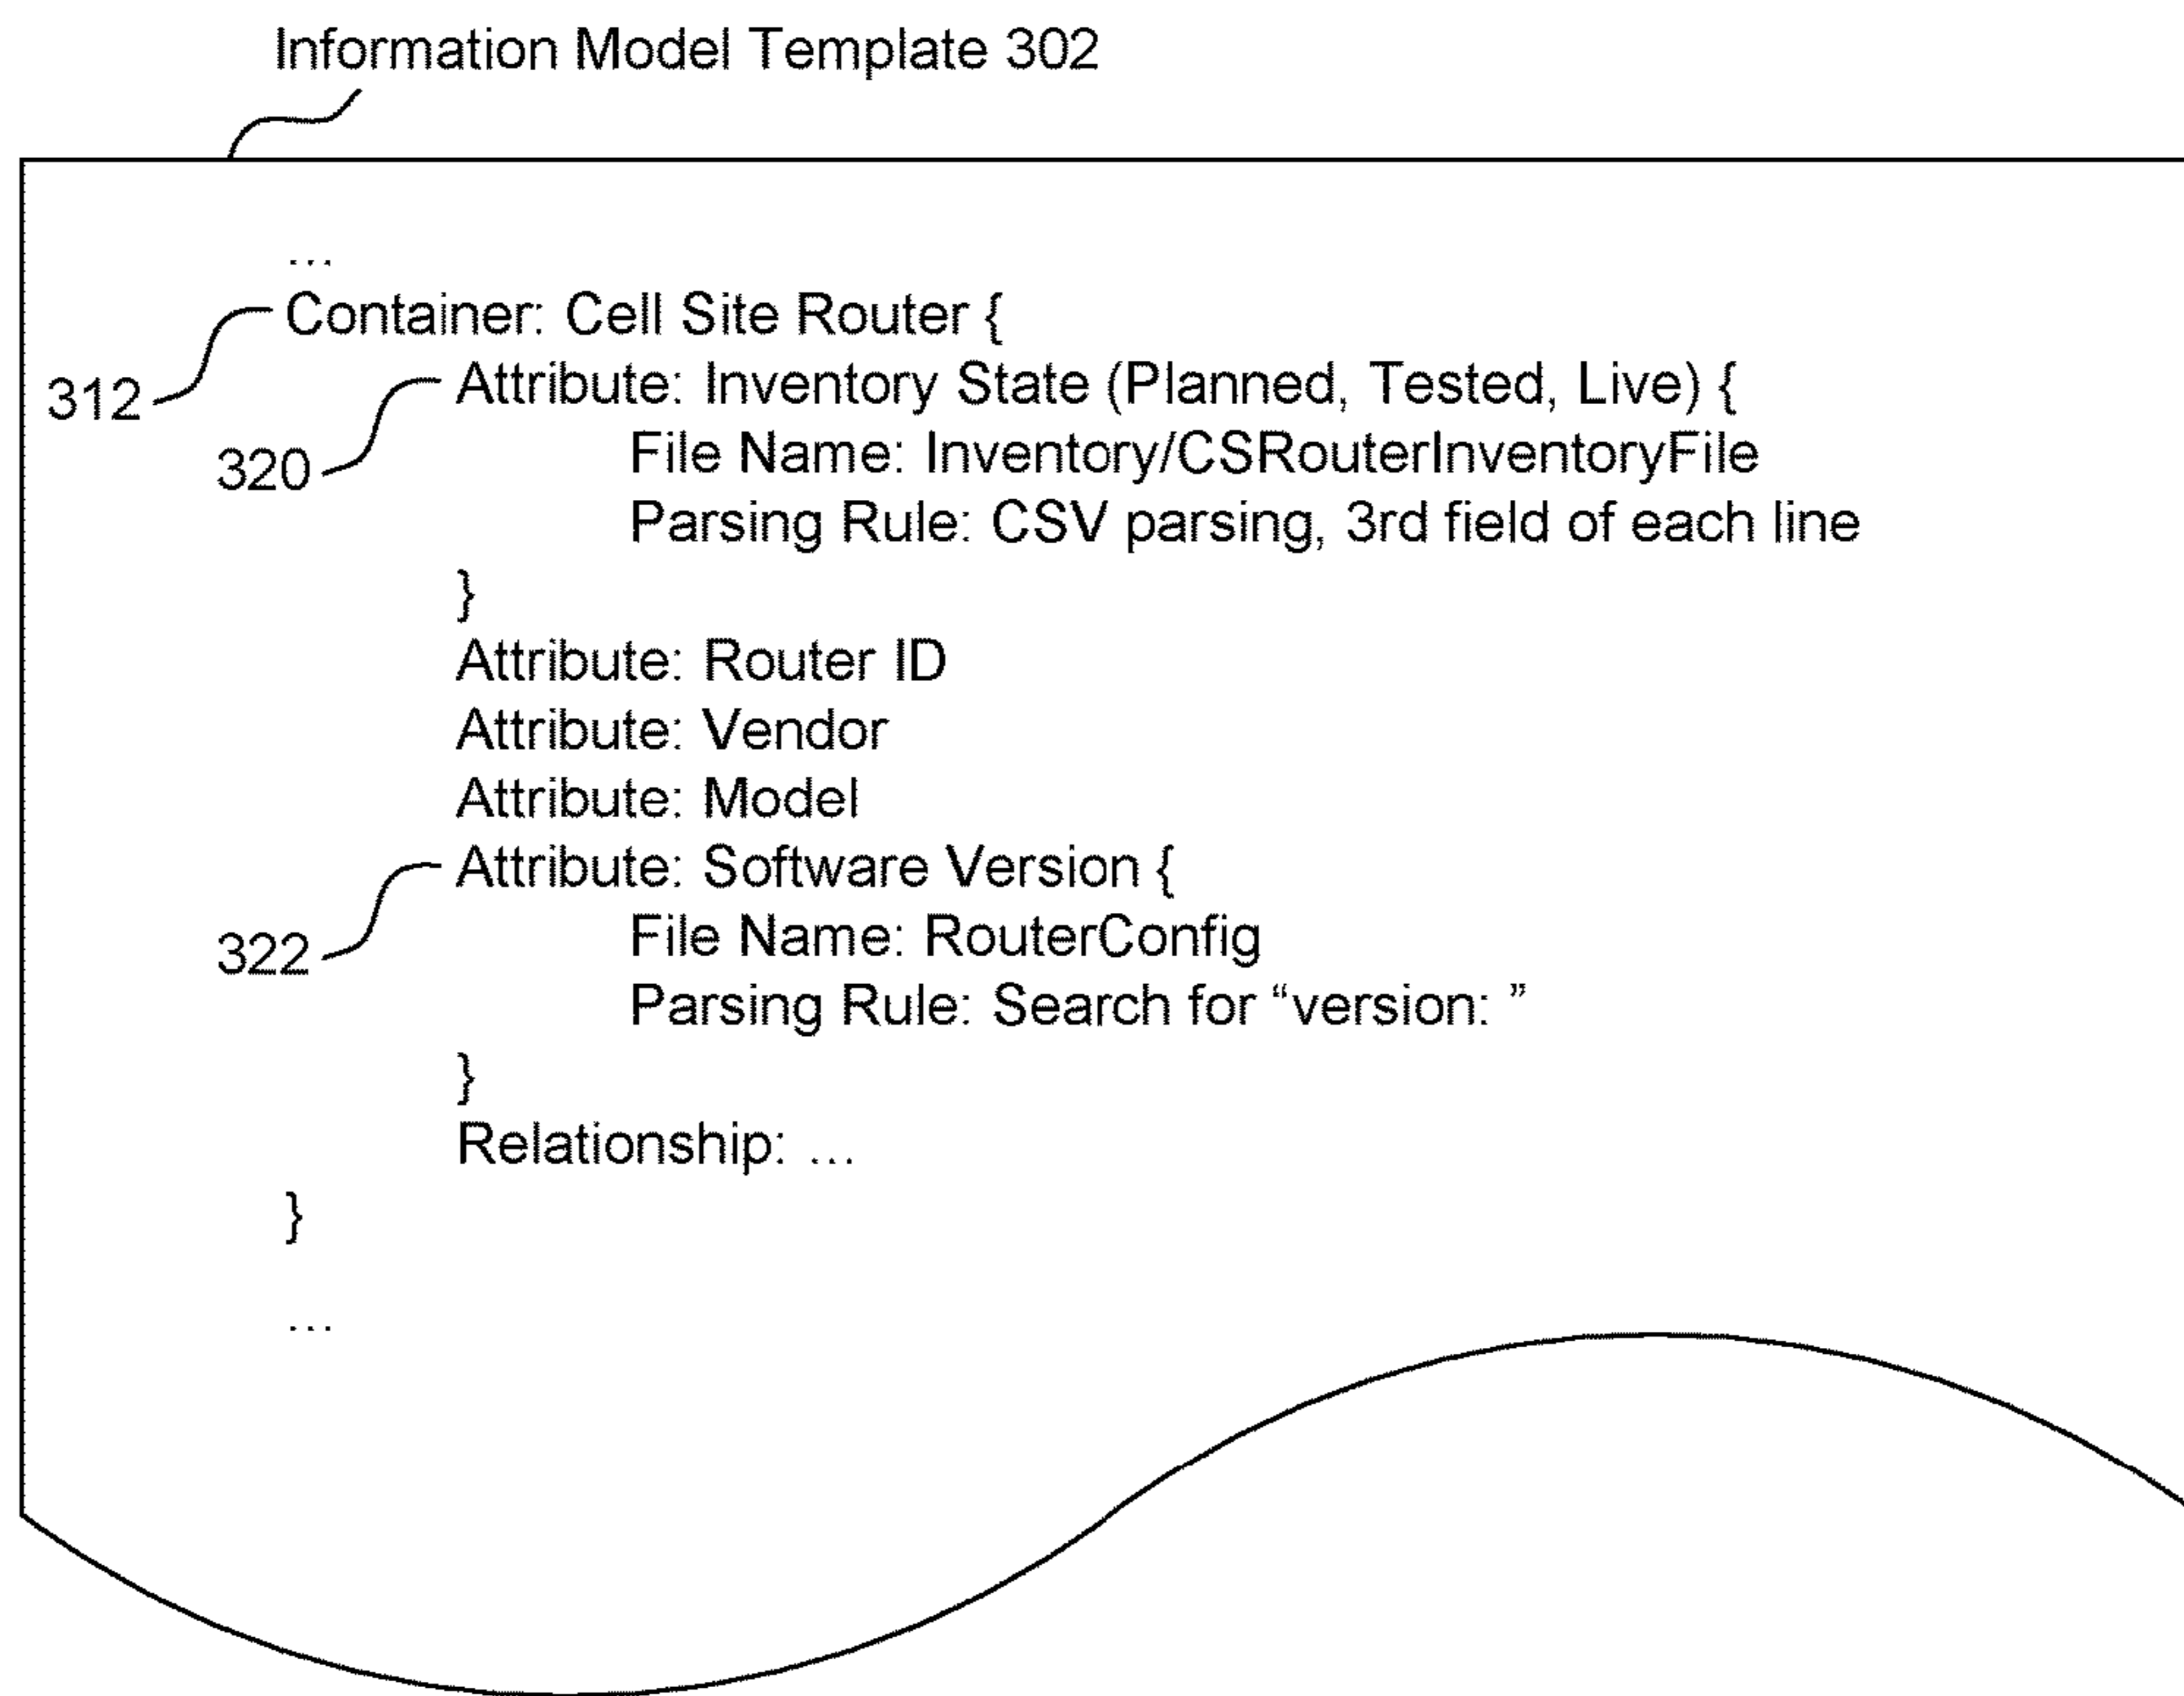 Information Model Template 302
...
Container: Cell Site Router {
312
Attribute: Inventory State (Planned, Tested, Live) {
320
File Name: Inventory/CSRouterInventoryFile
Parsing Rule: CSV parsing, 3rd field of each line
}
Attribute: Router ID
Attribute: Vendor
Attribute: Model
Attribute: Software Version {
322
File Name: RouterConfig
Parsing Rule: Search for “version: ”
}
Relationship: ...
}
...